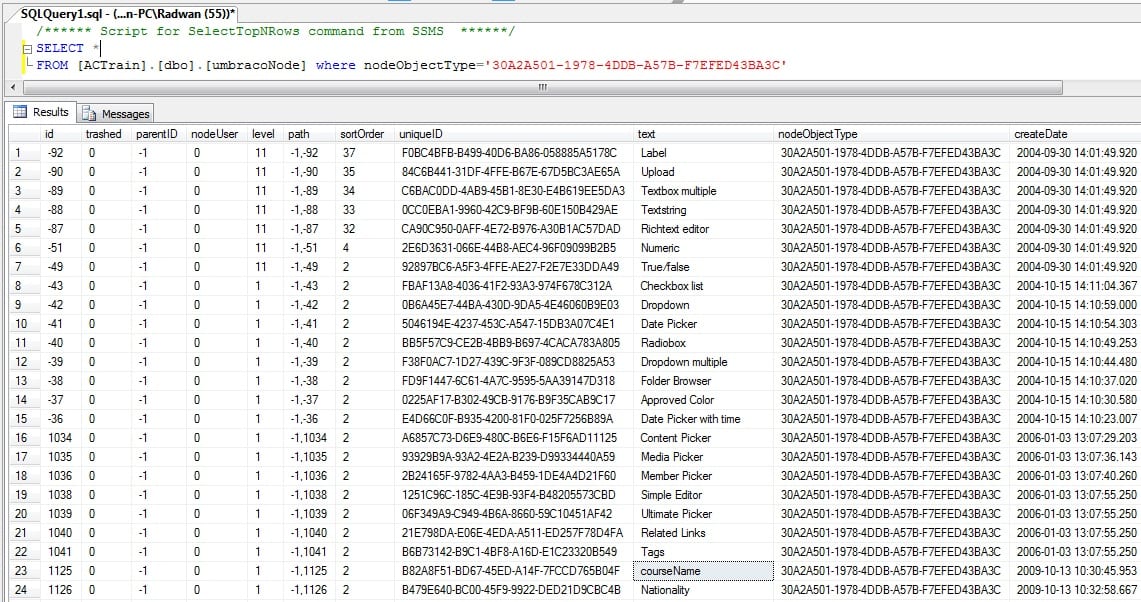 SQLQuery1.sql - (...n-PC\Radwan (55))*
/****** Script for SelectTopNRows command from SSMS ******/
SELECT *
FROM [ACTrain].[dbo].[umbracoNode] where nodeObjectType='30A2A501-1978-4DDB-A57B-F7EFED43BA3C'
Results Messages
id trashed parentID nodeUser level path sortOrder uniqueID text nodeObjectType createDate
1 -92 0 -1 0 11 -1,-92 37 F0BC4BFB-B499-40D6-BA86-058885A5178C Label 30A2A501-1978-4DDB-A57B-F7EFED43BA3C 2004-09-30 14:01:49.920
2 -90 0 -1 0 11 -1,-90 35 84C6B441-31DF-4FFE-B67E-67D5BC3AE65A Upload 30A2A501-1978-4DDB-A57B-F7EFED43BA3C 2004-09-30 14:01:49.920
3 -89 0 -1 0 11 -1,-89 34 C6BAC0DD-4AB9-45B1-8E30-E4B619EE5DA3 Textbox multiple 30A2A501-1978-4DDB-A57B-F7EFED43BA3C 2004-09-30 14:01:49.920
4 -88 0 -1 0 11 -1,-88 33 0CC0EBA1-9960-42C9-BF9B-60E150B429AE Textstring 30A2A501-1978-4DDB-A57B-F7EFED43BA3C 2004-09-30 14:01:49.920
5 -87 0 -1 0 11 -1,-87 32 CA90C950-0AFF-4E72-B976-A30B1AC57DAD Richtext editor 30A2A501-1978-4DDB-A57B-F7EFED43BA3C 2004-09-30 14:01:49.920
6 -51 0 -1 0 11 -1,-51 4 2E6D3631-066E-44B8-AEC4-96F09099B2B5 Numeric 30A2A501-1978-4DDB-A57B-F7EFED43BA3C 2004-09-30 14:01:49.920
7 -49 0 -1 0 11 -1,-49 2 92897BC6-A5F3-4FFE-AE27-F2E7E33DDA49 True/false 30A2A501-1978-4DDB-A57B-F7EFED43BA3C 2004-09-30 14:01:49.920
8 -43 0 -1 0 1 -1,-43 2 FBAF13A8-4036-41F2-93A3-974F678C312A Checkbox list 30A2A501-1978-4DDB-A57B-F7EFED43BA3C 2004-10-15 14:11:04.367
9 -42 0 -1 0 1 -1,-42 2 0B6A45E7-44BA-430D-9DA5-4E46060B9E03 Dropdown 30A2A501-1978-4DDB-A57B-F7EFED43BA3C 2004-10-15 14:10:59.000
10 -41 0 -1 0 1 -1,-41 2 5046194E-4237-453C-A547-15DB3A07C4E1 Date Picker 30A2A501-1978-4DDB-A57B-F7EFED43BA3C 2004-10-15 14:10:54.303
11 -40 0 -1 0 1 -1,-40 2 BB5F57C9-CE2B-4BB9-B697-4CACA783A805 Radiobox 30A2A501-1978-4DDB-A57B-F7EFED43BA3C 2004-10-15 14:10:49.253
12 -39 0 -1 0 1 -1,-39 2 F38F0AC7-1D27-439C-9F3F-089CD8825A53 Dropdown multiple 30A2A501-1978-4DDB-A57B-F7EFED43BA3C 2004-10-15 14:10:44.480
13 -38 0 -1 0 1 -1,-38 2 FD9F1447-6C61-4A7C-9595-5AA39147D318 Folder Browser 30A2A501-1978-4DDB-A57B-F7EFED43BA3C 2004-10-15 14:10:37.020
14 -37 0 -1 0 1 -1,-37 2 0225AF17-B302-49CB-9176-B9F35CAB9C17 Approved Color 30A2A501-1978-4DDB-A57B-F7EFED43BA3C 2004-10-15 14:10:30.580
15 -36 0 -1 0 1 -1,-36 2 E4D66C0F-B935-4200-81F0-025F7256B89A Date Picker with time 30A2A501-1978-4DDB-A57B-F7EFED43BA3C 2004-10-15 14:10:23.007
16 1034 0 -1 0 1 -1,1034 2 A6857C73-D6E9-480C-B6E6-F15F6AD11125 Content Picker 30A2A501-1978-4DDB-A57B-F7EFED43BA3C 2006-01-03 13:07:29.203
17 1035 0 -1 0 1 -1,1035 2 93929B9A-93A2-4E2A-B239-D99334440A59 Media Picker 30A2A501-1978-4DDB-A57B-F7EFED43BA3C 2006-01-03 13:07:36.143
18 1036 0 -1 0 1 -1,1036 2 2B24165F-9782-4AA3-B459-1DE4A4D21F60 Member Picker 30A2A501-1978-4DDB-A57B-F7EFED43BA3C 2006-01-03 13:07:40.260
19 1038 0 -1 0 1 -1,1038 2 1251C96C-185C-4E9B-93F4-B48205573CBD Simple Editor 30A2A501-1978-4DDB-A57B-F7EFED43BA3C 2006-01-03 13:07:55.250
20 1039 0 -1 0 1 -1,1039 2 06F349A9-C949-4B6A-8660-59C10451AF42 Ultimate Picker 30A2A501-1978-4DDB-A57B-F7EFED43BA3C 2006-01-03 13:07:55.250
21 1040 0 -1 0 1 -1,1040 2 21E798DA-E06E-4EDA-A511-ED257F78D4FA Related Links 30A2A501-1978-4DDB-A57B-F7EFED43BA3C 2006-01-03 13:07:55.250
22 1041 0 -1 0 1 -1,1041 2 B6B73142-B9C1-4BF8-A16D-E1C23320B549 Tags 30A2A501-1978-4DDB-A57B-F7EFED43BA3C 2006-01-03 13:07:55.250
23 1125 0 -1 0 1 -1,1125 2 B82A8F51-BD67-45ED-A14F-7FCCD765B04F courseName 30A2A501-1978-4DDB-A57B-F7EFED43BA3C 2009-10-13 10:30:45.953
24 1126 0 -1 0 1 -1,1126 2 B479E640-BC00-45F9-9922-DED21D9CBC4B Nationality 30A2A501-1978-4DDB-A57B-F7EFED43BA3C 2009-10-13 10:32:58.667